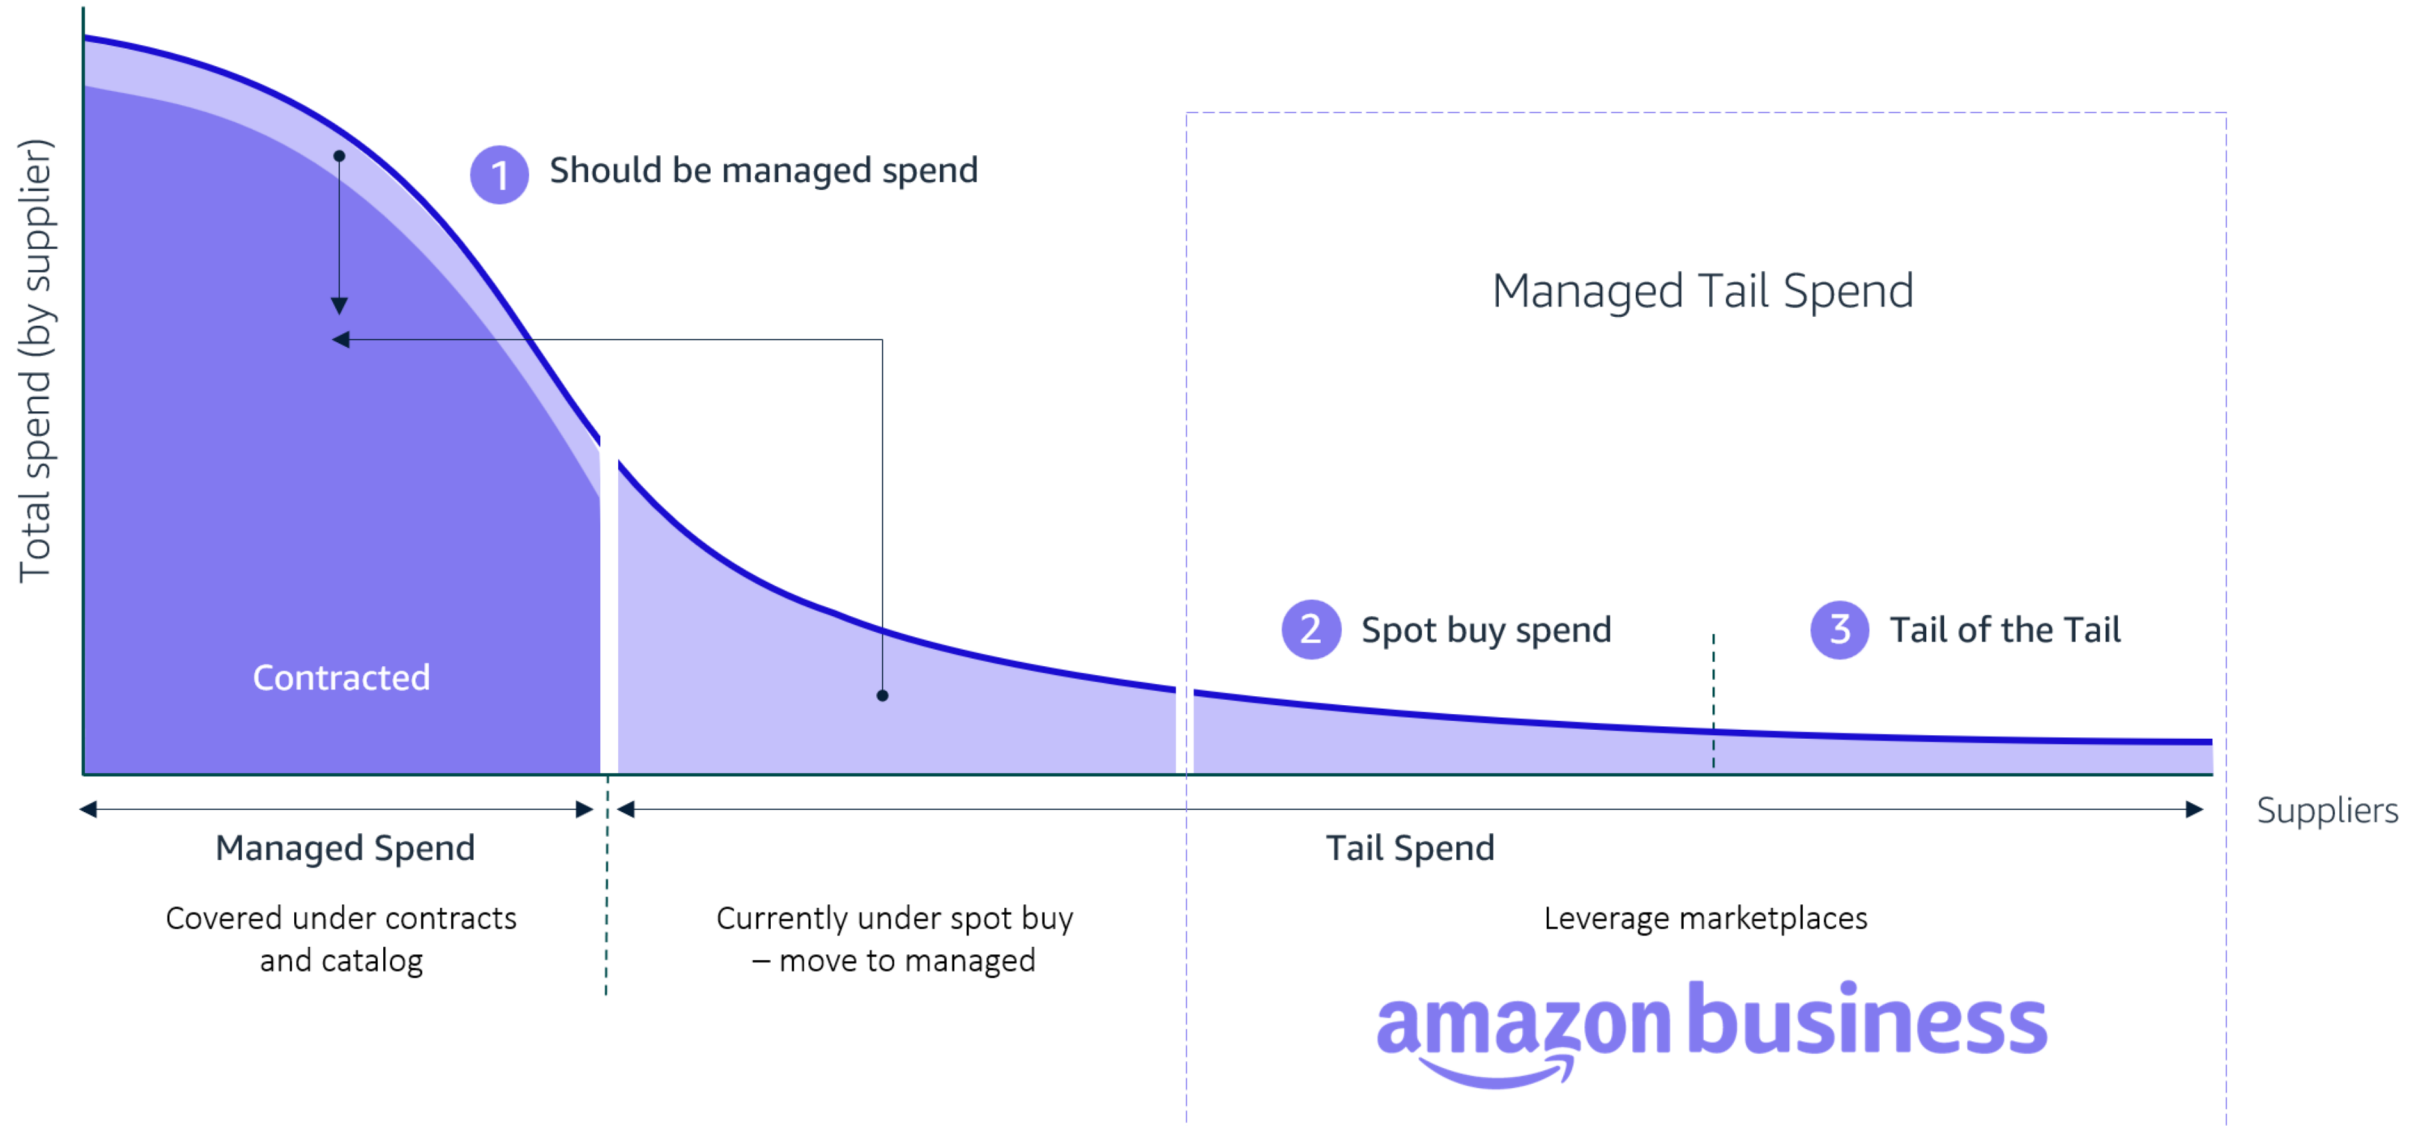 Total spend (by supplier)
1 Should be managed spend
Managed Tail Spend
2 Spot buy spend
3 Tail of the Tail
Contracted
Suppliers
Managed Spend
Tail Spend
Covered under contracts
and catalog
Currently under spot buy
– move to managed
Leverage marketplaces
amazon business